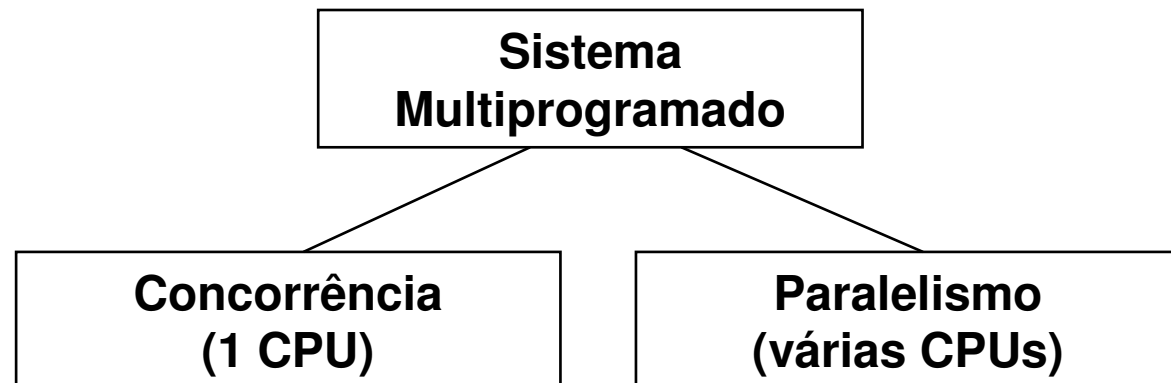 Sistema
Multiprogramado
Concorrência
(1 CPU)
Paralelismo
(várias CPUs)